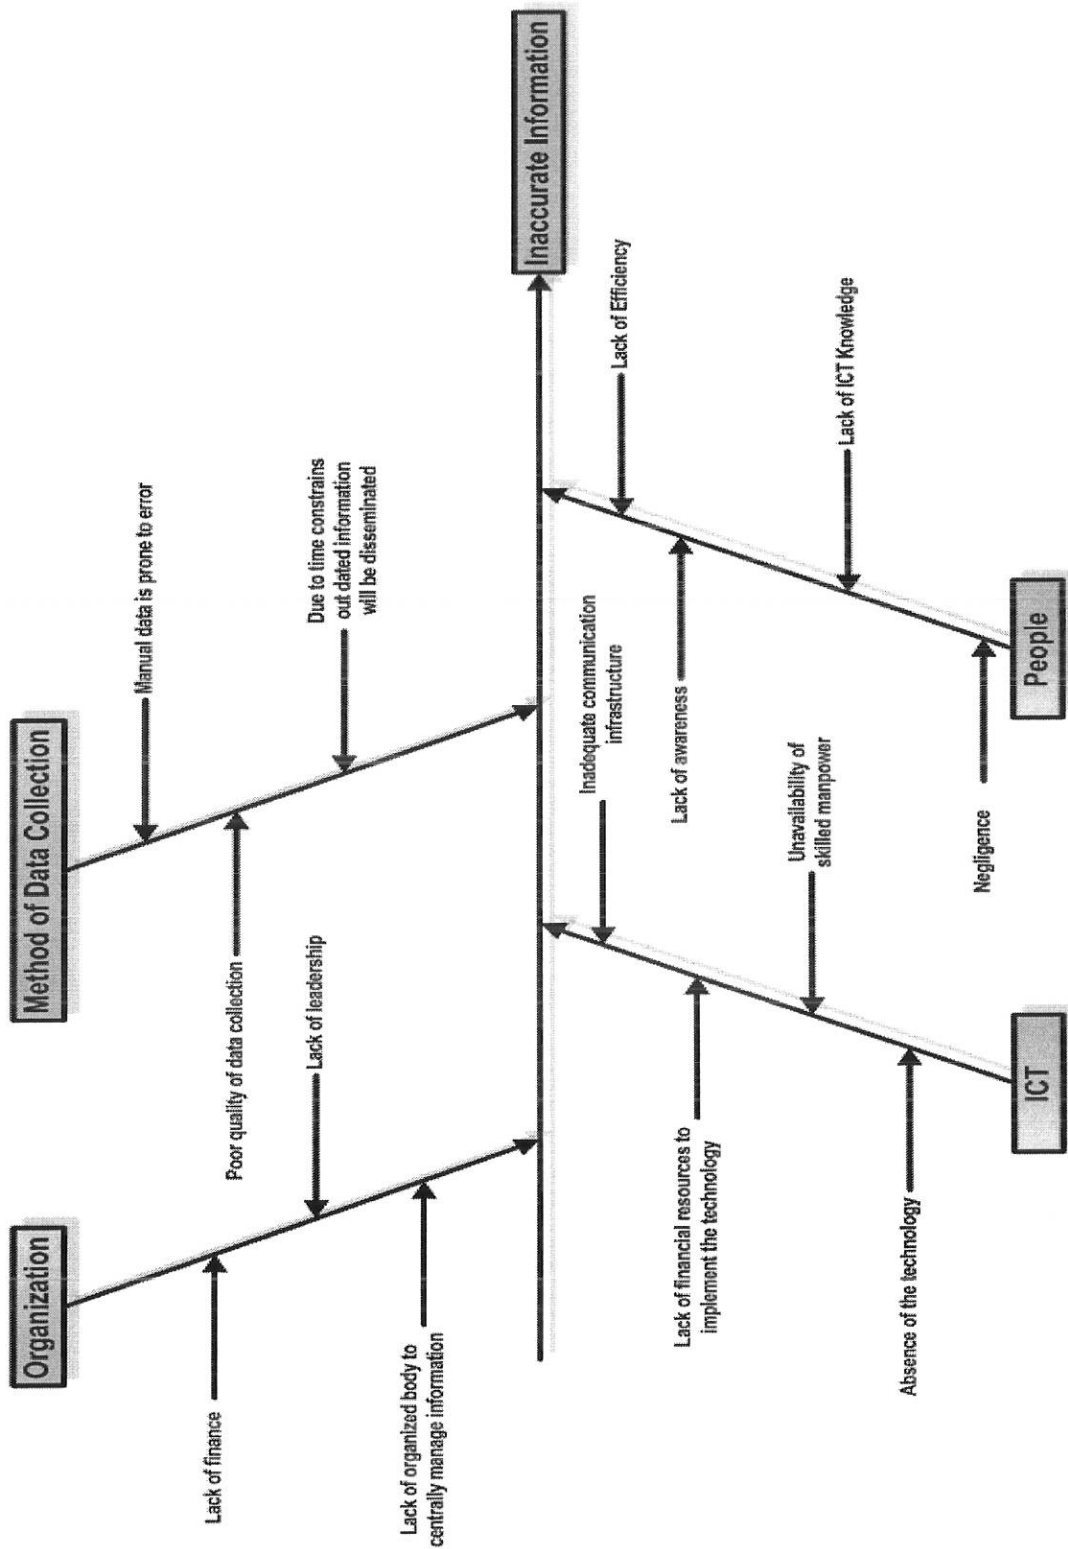 Organization
Lack of finance
Lack of leadership
Lack of organized body to
centrally manage information
Method of Data Collection
Manual data is prone to error
Poor quality of data collection
Due to time constrains
out dated information
will be disseminated
Inaccurate Information
ICT
Inadequate communication
infrastructure
Lack of financial resources to
implement the technology
Unavailability of
skilled manpower
Absence of the technology
People
Lack of Efficiency
Lack of awareness
Lack of ICT Knowledge
Negligence